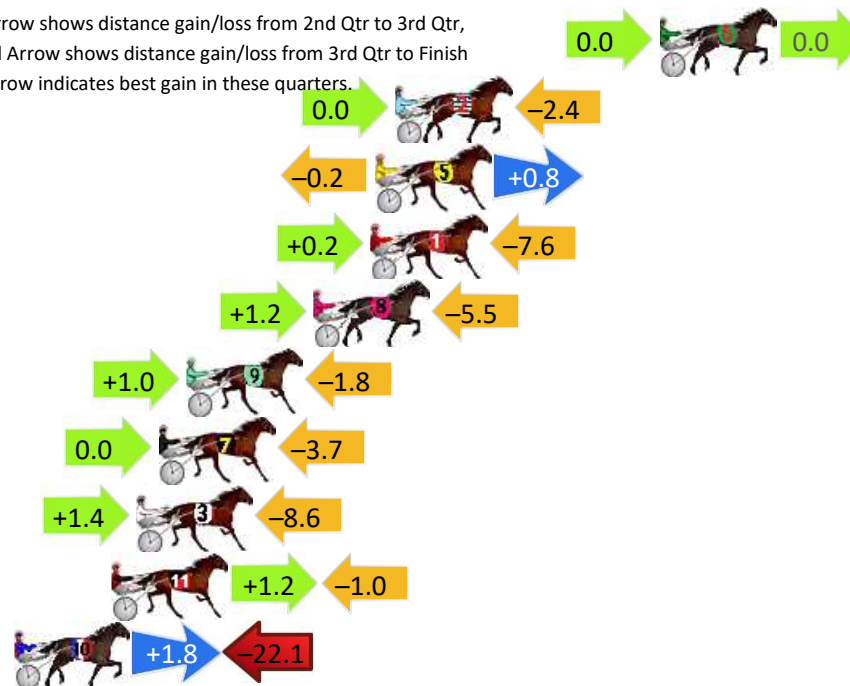 rrow shows distance gain/loss from 2nd Qtr to 3rd Qtr,
Arrow shows distance gain/loss from 3rd Qtr to Finish
rrow indicates best gain in these quarters.
0.0 6 0.0
0.0 2 –2.4
–0.2 5 +0.8
+0.2 1 –7.6
+1.2 8 –5.5
+1.0 9 –1.8
0.0 7 –3.7
+1.4 3 –8.6
11 +1.2 –1.0
10 +1.8 –22.1